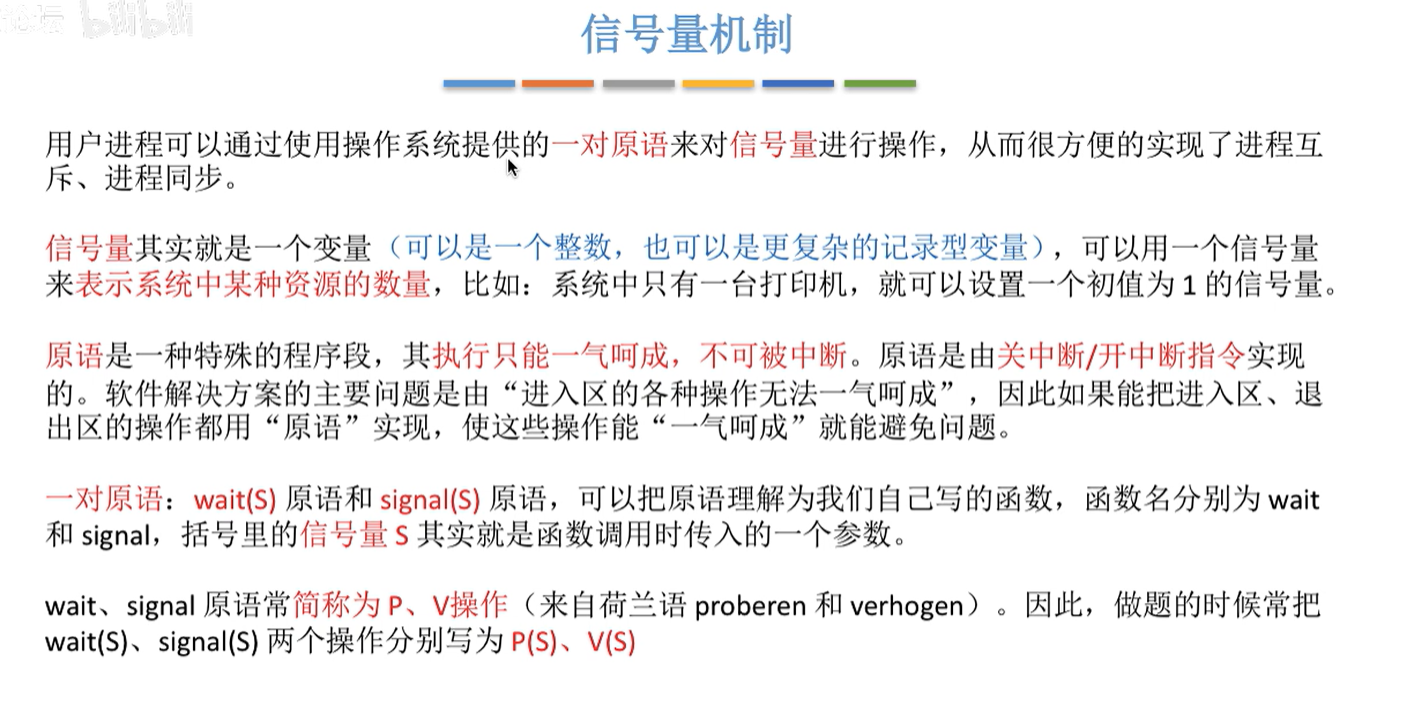 论坛 bilibili
信号量机制
用户进程可以通过使用操作系统提供的一对原语来对信号量进行操作，从而很方便的实现了进程互
斥、进程同步。
信号量其实就是一个变量（可以是一个整数，也可以是更复杂的记录型变量），可以用一个信号量
来表示系统中某种资源的数量，比如：系统中只有一台打印机，就可以设置一个初值为 1 的信号量。
原语是一种特殊的程序段，其执行只能一气呵成，不可被中断。原语是由关中断/开中断指令实现
的。软件解决方案的主要问题是由“进入区的各种操作无法一气呵成”，因此如果能把进入区、退
出区的操作都用“原语”实现，使这些操作能“一气呵成”就能避免问题。
一对原语：wait(S) 原语和 signal(S) 原语，可以把原语理解为我们自己写的函数，函数名分别为 wait
和 signal，括号里的信号量 S 其实就是函数调用时传入的一个参数。
wait、signal 原语常简称为 P、V操作（来自荷兰语 proberen 和 verhogen）。因此，做题的时候常把
wait(S)、signal(S) 两个操作分别写为 P(S)、V(S)